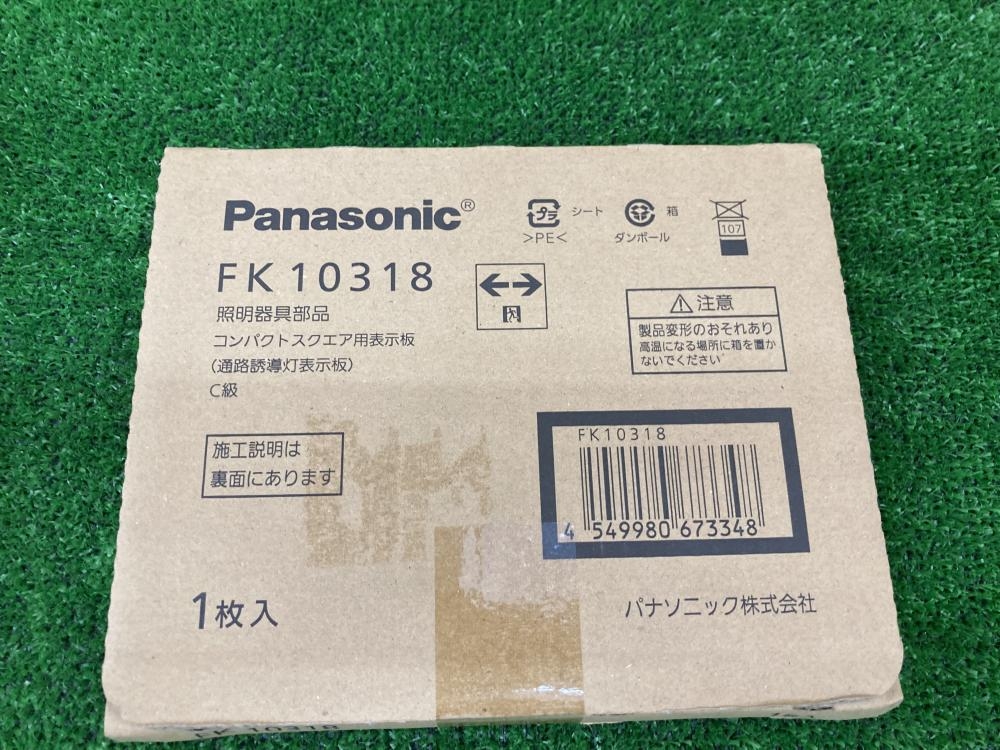 Panasonic®
プラ シート
>PE<
箱
ダンボール
107
FK10318
照明器具部品
コンパクトスクエア用表示板
(通路誘導灯表示板)
C級
注意
製品変形のおそれあり
高温になる場所に箱を置か
ないでください
施工説明は
裏面にあります
FK10318
4 549980 673348
1枚入
パナソニック株式会社
FK10318